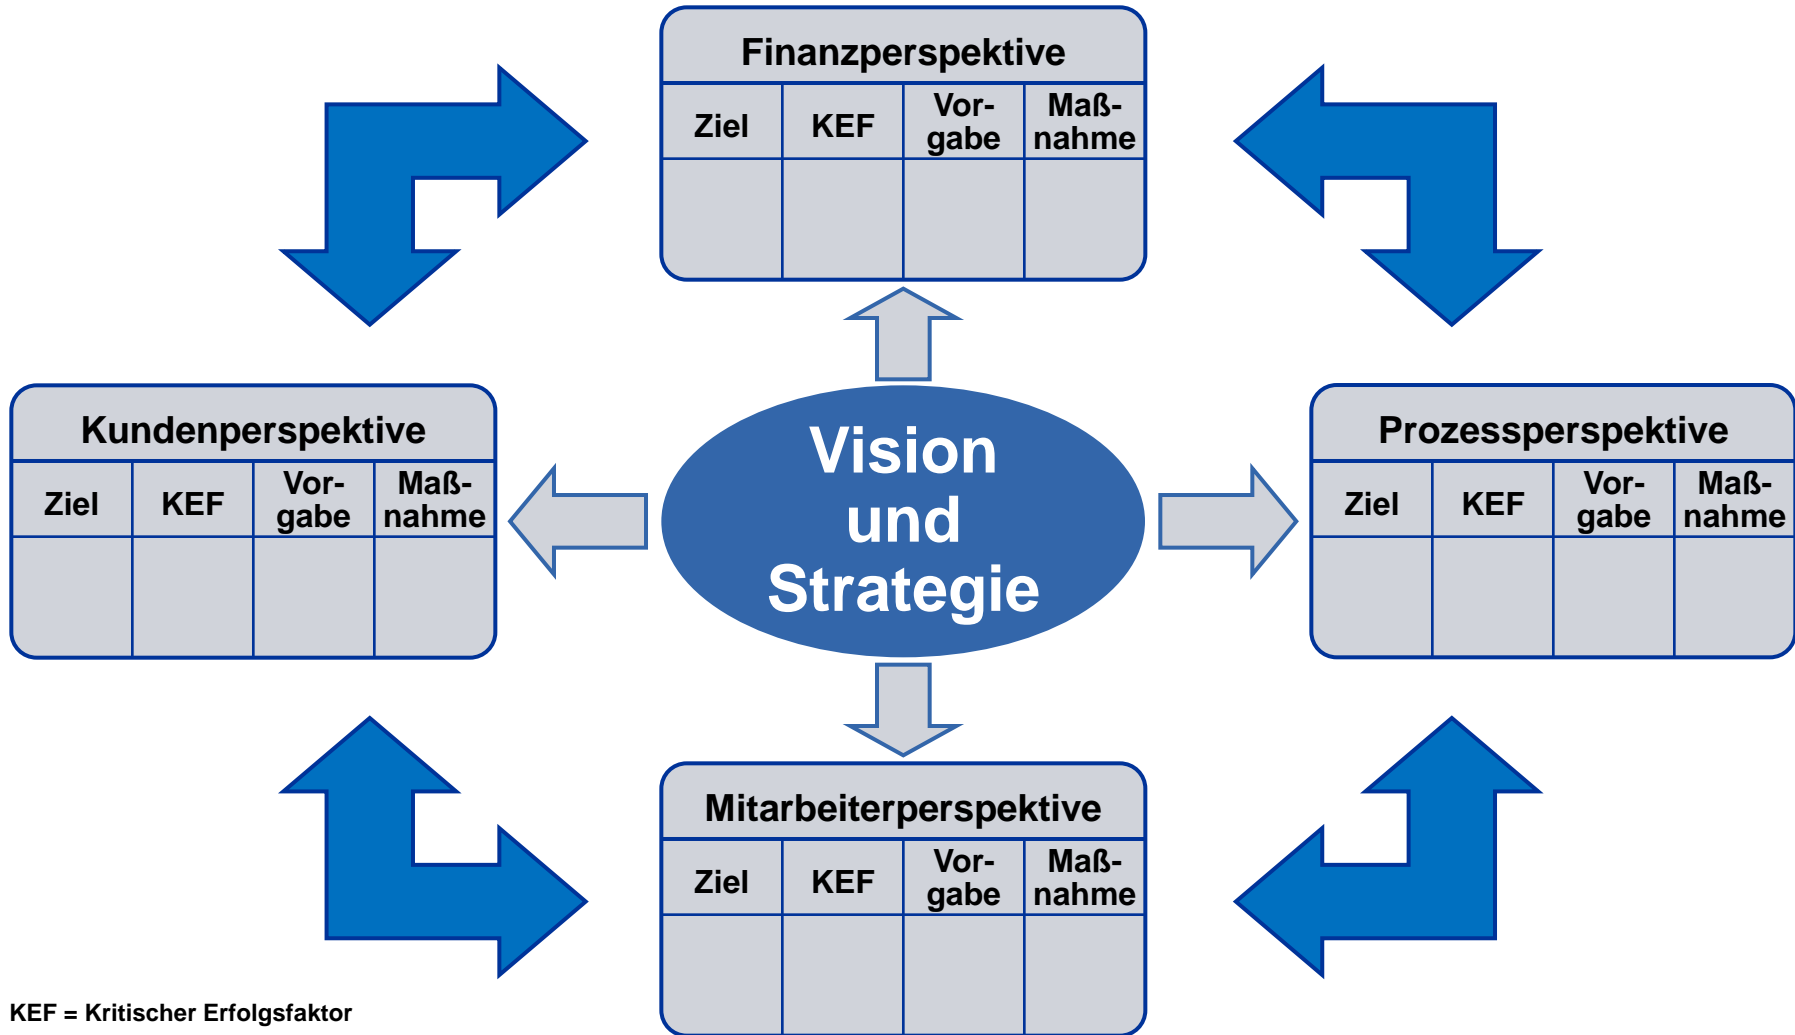 Finanzperspektive
Ziel KEF Vor-
gabe Maß-
nahme
Kundenperspektive
Ziel KEF Vor-
gabe Maß-
nahme
Vision
und
Strategie
Prozessperspektive
Ziel KEF Vor-
gabe Maß-
nahme
Mitarbeiterperspektive
Ziel KEF Vor-
gabe Maß-
nahme
KEF = Kritischer Erfolgsfaktor